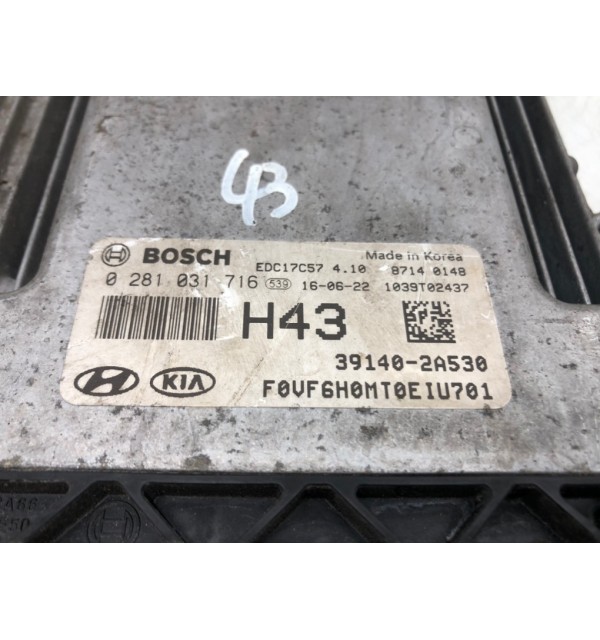 43
BOSCH EDC17C57 4.10 Made in Korea 8714 0148
0 281 031 716 539 16-06-22 1039T02437
H43
39140-2A530
HYUNDAI KIA F0VF6H0MT0EIU701